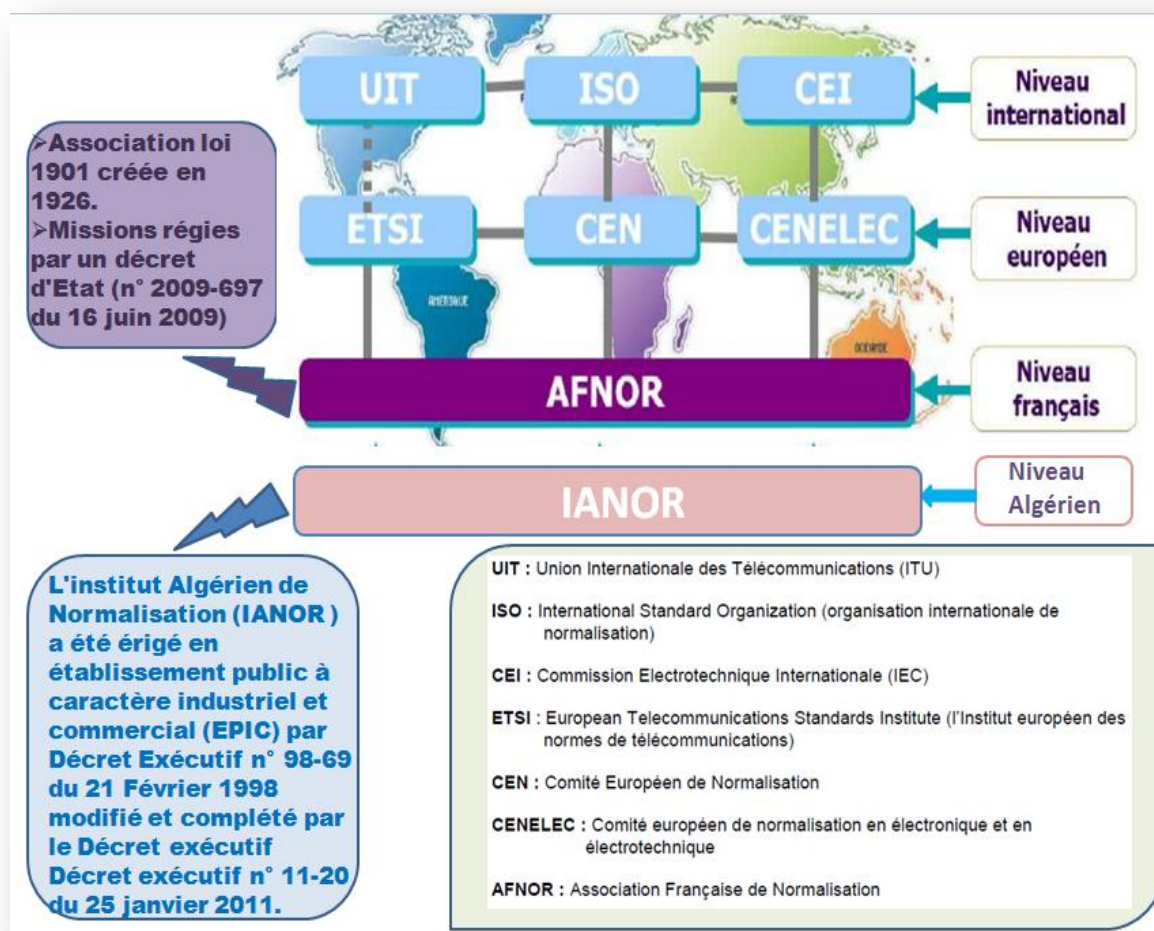 UIT
ISO
CEI
Niveau
international
➢Association loi
1901 créée en
1926.
➢Missions régies
par un décret
d'Etat (n° 2009-697
du 16 juin 2009)
ETSI
CEN
CENELEC
Niveau
européen
AMÉRIQUE
OCÉANIE
AFNOR
Niveau
français
IANOR
Niveau
Algérien
L'institut Algérien de
Normalisation (IANOR )
a été érigé en
établissement public à
caractère industriel et
commercial (EPIC) par
Décret Exécutif n° 98-69
du 21 Février 1998
modifié et complété par
le Décret exécutif
Décret exécutif n° 11-20
du 25 janvier 2011.
UIT : Union Internationale des Télécommunications (ITU)
ISO : International Standard Organization (organisation internationale de
normalisation)
CEI : Commission Electrotechnique Internationale (IEC)
ETSI : European Telecommunications Standards Institute (l'Institut européen des
normes de télécommunications)
CEN : Comité Européen de Normalisation
CENELEC : Comité européen de normalisation en électronique et en
électrotechnique
AFNOR : Association Française de Normalisation